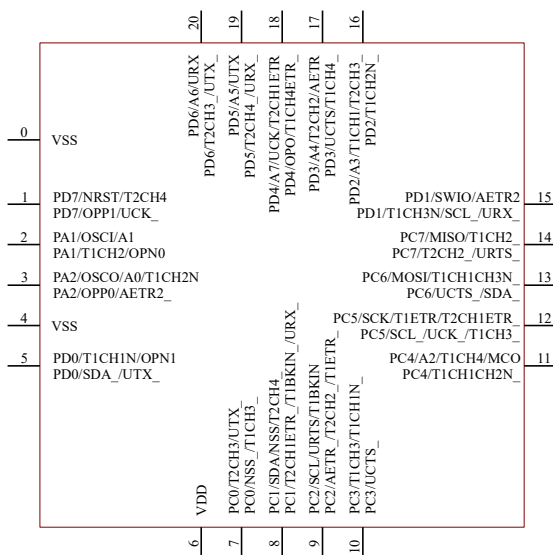 20
19
18
17
16
PD6/A6/URX
PD6/T2CH3_/UTX_
PD5/A5/UTX
PD5/T2CH4_/URX_
PD4/A7/UCK/T2CH1ETR
PD4/OPO/T1CH4ETR_
PD3/A4/T2CH2/AETR
PD3/UCTS/T1CH4_
PD2/A3/T1CH1/T2CH3_
PD2/T1CH2N_
0
VSS
1
PD7/NRST/T2CH4
PD7/OPP1/UCK_
2
PA1/OSCI/A1
PA1/T1CH2/OPN0
3
PA2/OSCO/A0/T1CH2N
PA2/OPP0/AETR2_
4
VSS
5
PD0/T1CH1N/OPN1
PD0/SDA_/UTX_
PD1/SWIO/AETR2
PD1/T1CH3N/SCL_/URX_
15
PC7/MISO/T1CH2_
PC7/T2CH2_/URTS_
14
PC6/MOSI/T1CH1CH3N_
PC6/UCTS_/SDA_
13
PC5/SCK/T1ETR/T2CH1ETR_
PC5/SCL_/UCK_/T1CH3_
12
PC4/A2/T1CH4/MCO
PC4/T1CH1CH2N_
11
VDD
PC0/T2CH3/UTX_
PC0/NSS_/T1CH3_
PC1/SDA/NSS/T2CH4_
PC1/T2CH1ETR_/T1BKIN_/URX_
PC2/SCL/URTS/T1BKIN
PC2/AETR_/T2CH2_/T1ETR_
PC3/T1CH3/T1CH1N_
PC3/UCTS_
6
7
8
9
10